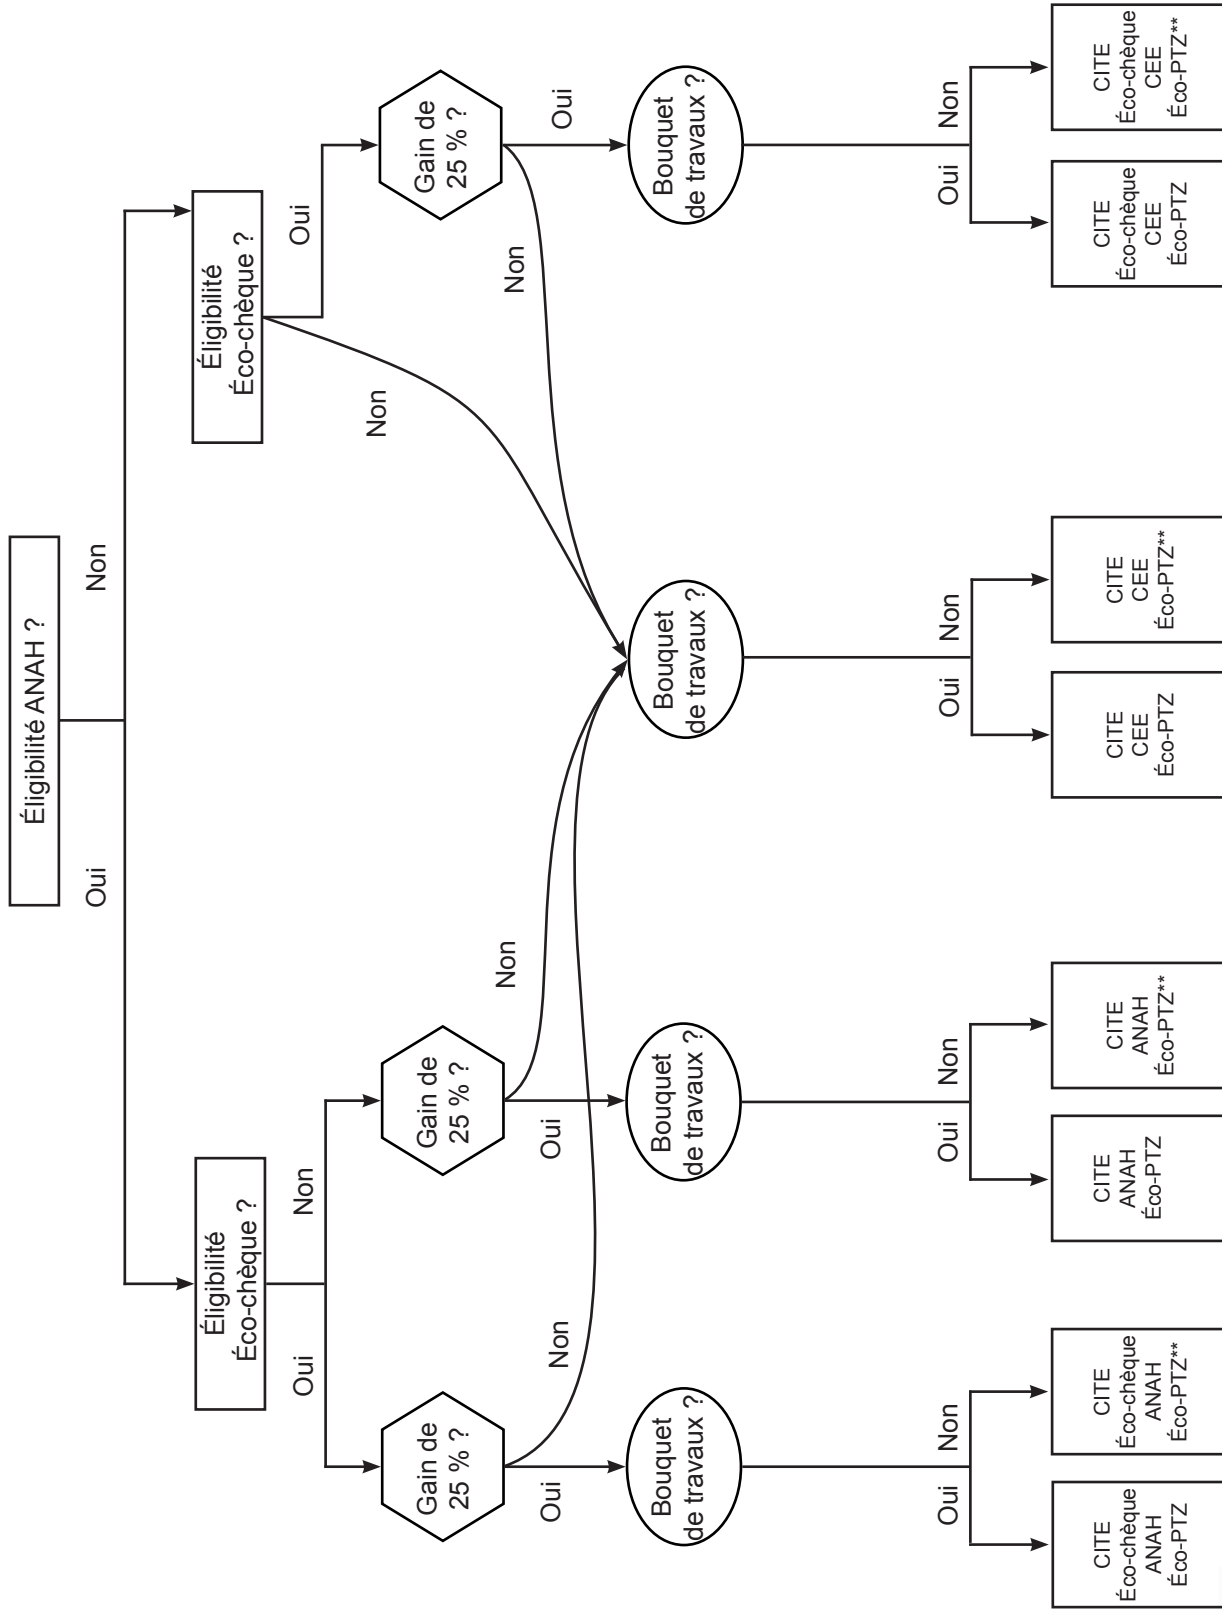 Éligibilité ANAH ?
Oui
Non
Éligibilité
Éco-chèque ?
Éligibilité
Éco-chèque ?
Oui
Non
Non
Oui
Gain de
25 % ?
Gain de
25 % ?
Gain de
25 % ?
Oui
Non
Oui
Non
Non
Oui
Bouquet
de travaux ?
Bouquet
de travaux ?
Bouquet
de travaux ?
Bouquet
de travaux ?
Oui
Non
Oui
Non
Oui
Non
Oui
Non
CITE
Éco-chèque
ANAH
Éco-PTZ
CITE
Éco-chèque
ANAH
Éco-PTZ**
CITE
ANAH
Éco-PTZ
CITE
ANAH
Éco-PTZ**
CITE
CEE
Éco-PTZ
CITE
CEE
Éco-PTZ**
CITE
Éco-chèque
CEE
Éco-PTZ
CITE
Éco-chèque
CEE
Éco-PTZ**